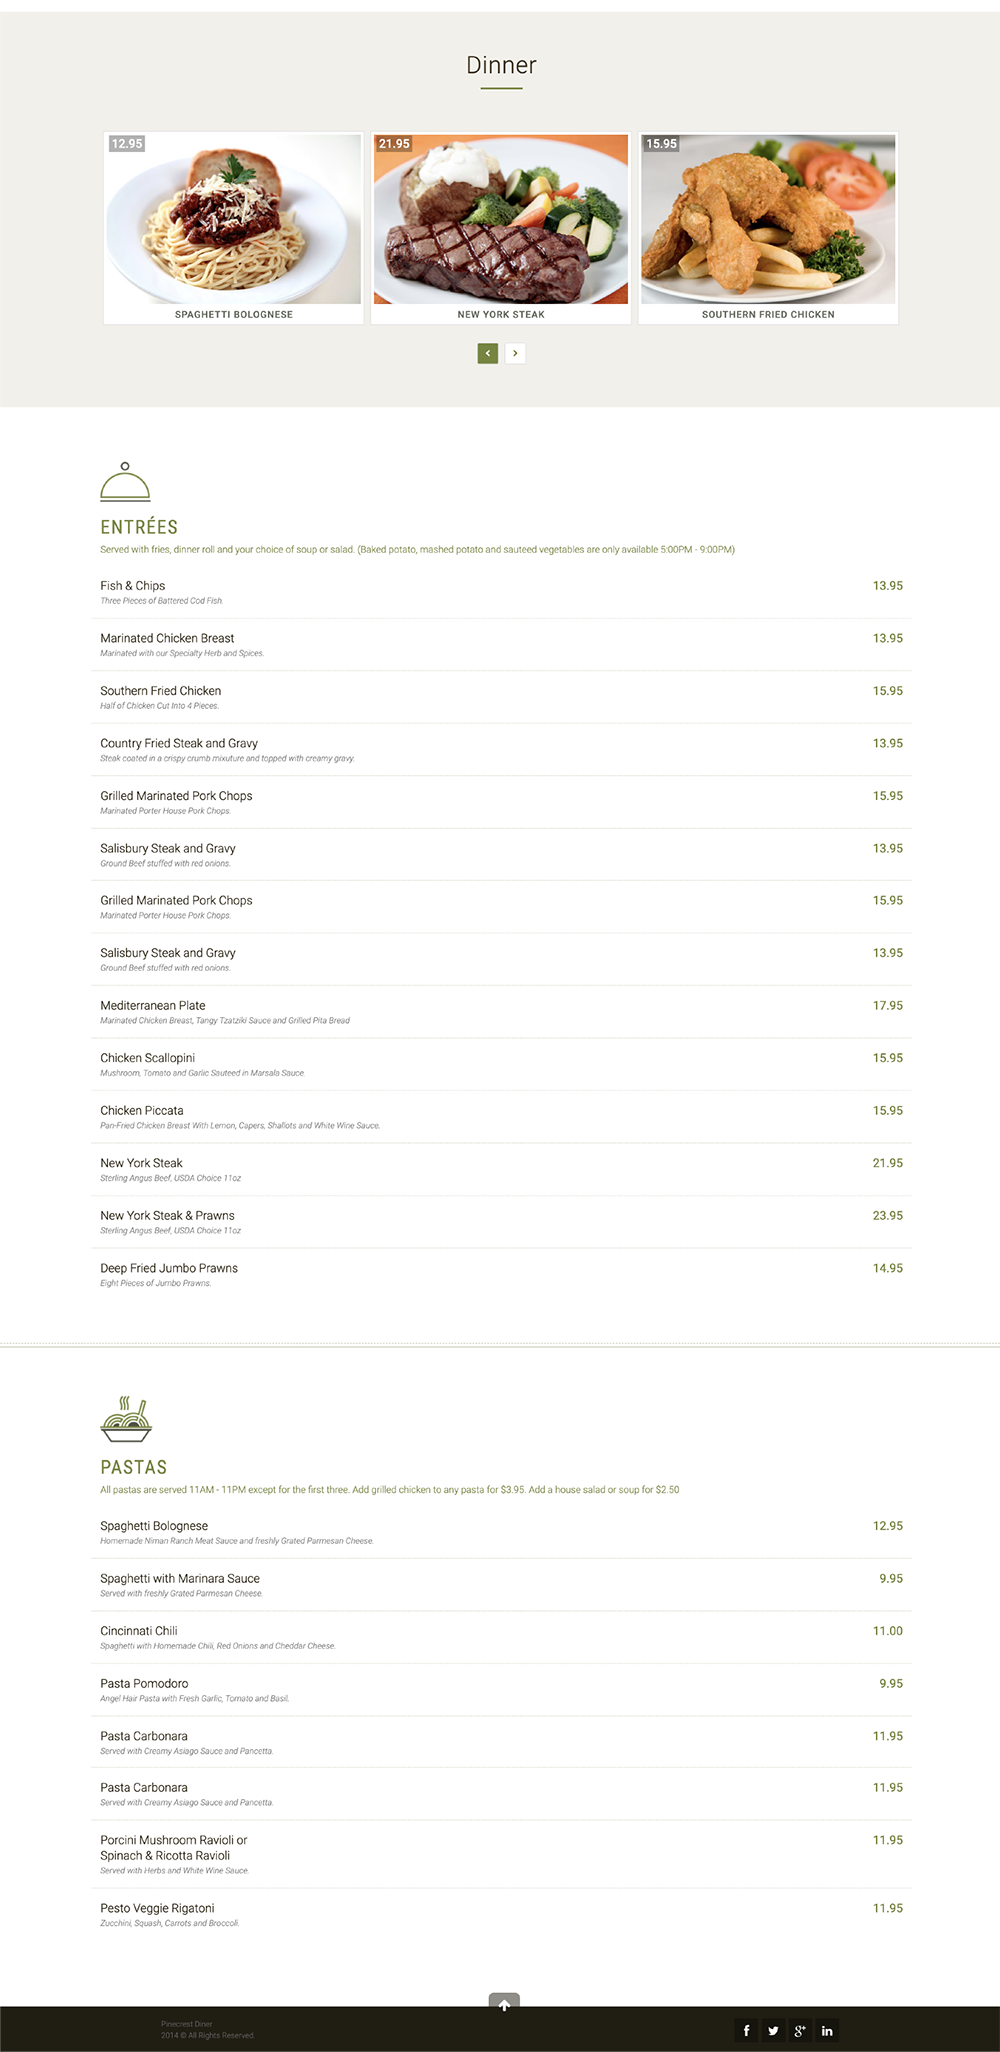 Dinner
12.95
21.95
15.95
SPAGHETTI BOLOGNESE
NEW YORK STEAK
SOUTHERN FRIED CHICKEN
ENTRÉES
Served with fries, dinner roll and your choice of soup or salad. (Baked potato, mashed potato and sauteed vegetables are only available 5:00PM - 9:00PM)
Fish & Chips 13.95
Three Pieces of Battered Cod Fish.
Marinated Chicken Breast 13.95
Marinated with our Specialty Herb and Spices.
Southern Fried Chicken 15.95
Half of Chicken Cut Into 4 Pieces.
Country Fried Steak and Gravy 13.95
Steak coated in a crispy crumb mixuture and topped with creamy gravy.
Grilled Marinated Pork Chops 15.95
Marinated Porter House Pork Chops.
Salisbury Steak and Gravy 13.95
Ground Beef stuffed with red onions.
Grilled Marinated Pork Chops 15.95
Marinated Porter House Pork Chops.
Salisbury Steak and Gravy 13.95
Ground Beef stuffed with red onions.
Mediterranean Plate 17.95
Marinated Chicken Breast, Tangy Tzatziki Sauce and Grilled Pita Bread
Chicken Scallopini 15.95
Mushroom, Tomato and Garlic Sauteed in Marsala Sauce.
Chicken Piccata 15.95
Pan-Fried Chicken Breast With Lemon, Capers, Shallots and White Wine Sauce.
New York Steak 21.95
Sterling Angus Beef, USDA Choice 11oz
New York Steak & Prawns 23.95
Sterling Angus Beef, USDA Choice 11oz
Deep Fried Jumbo Prawns 14.95
Eight Pieces of Jumbo Prawns.
PASTAS
All pastas are served 11AM - 11PM except for the first three. Add grilled chicken to any pasta for $3.95. Add a house salad or soup for $2.50
Spaghetti Bolognese 12.95
Homemade Niman Ranch Meat Sauce and freshly Grated Parmesan Cheese.
Spaghetti with Marinara Sauce 9.95
Served with freshly Grated Parmesan Cheese.
Cincinnati Chili 11.00
Spaghetti with Homemade Chili, Red Onions and Cheddar Cheese.
Pasta Pomodoro 9.95
Angel Hair Pasta with Fresh Garlic, Tomato and Basil.
Pasta Carbonara 11.95
Served with Creamy Asiago Sauce and Pancetta.
Pasta Carbonara 11.95
Served with Creamy Asiago Sauce and Pancetta.
Porcini Mushroom Ravioli or 11.95
Spinach & Ricotta Ravioli
Served with Herbs and White Wine Sauce.
Pesto Veggie Rigatoni 11.95
Zucchini, Squash, Carrots and Broccoli.
Pinecrest Diner
2014 © All Rights Reserved.